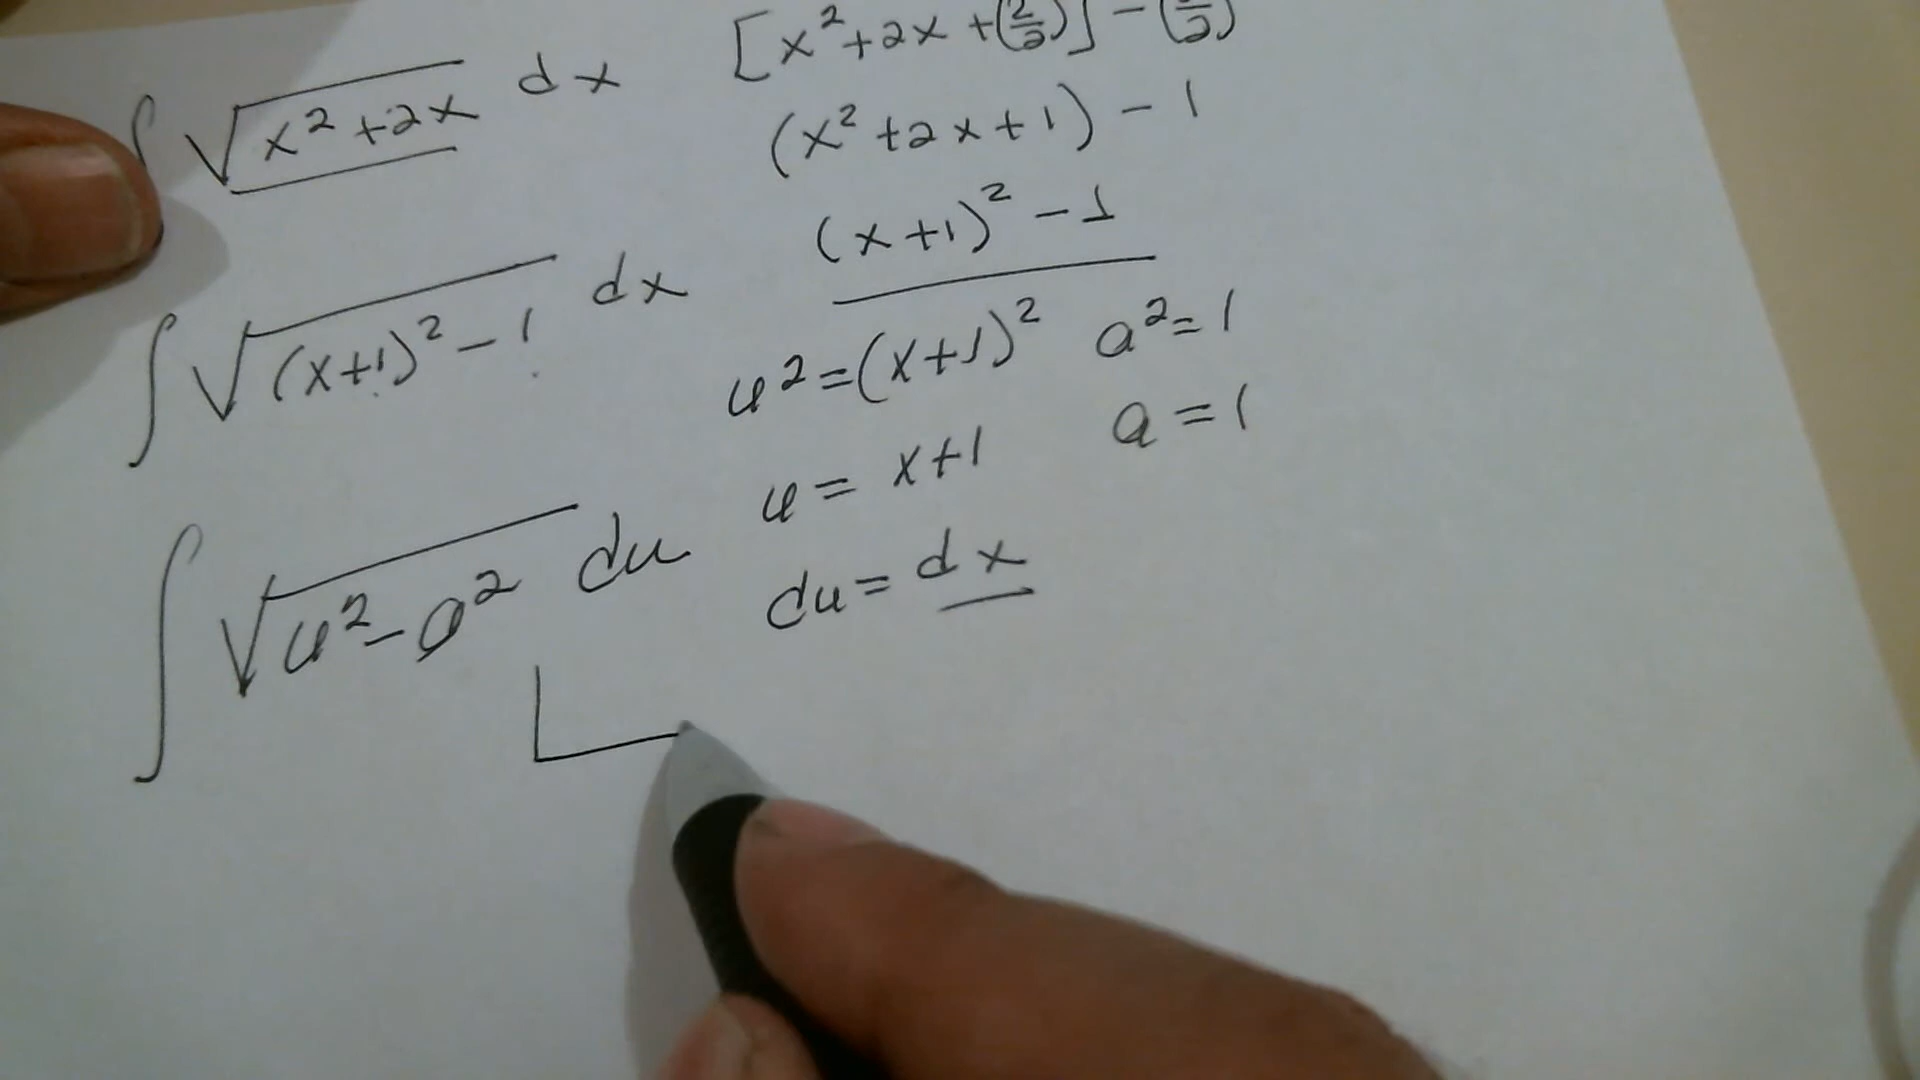 ∫ √(x² + 2x) dx
[x² + 2x + (2/2)] - (/2)
(x² + 2x + 1) - 1
(x + 1)² - 1
∫ √((x+1)² - 1) dx
u² = (x+1)² a² = 1
u = x+1 a = 1
∫ √(u² - a²) du
du = dx